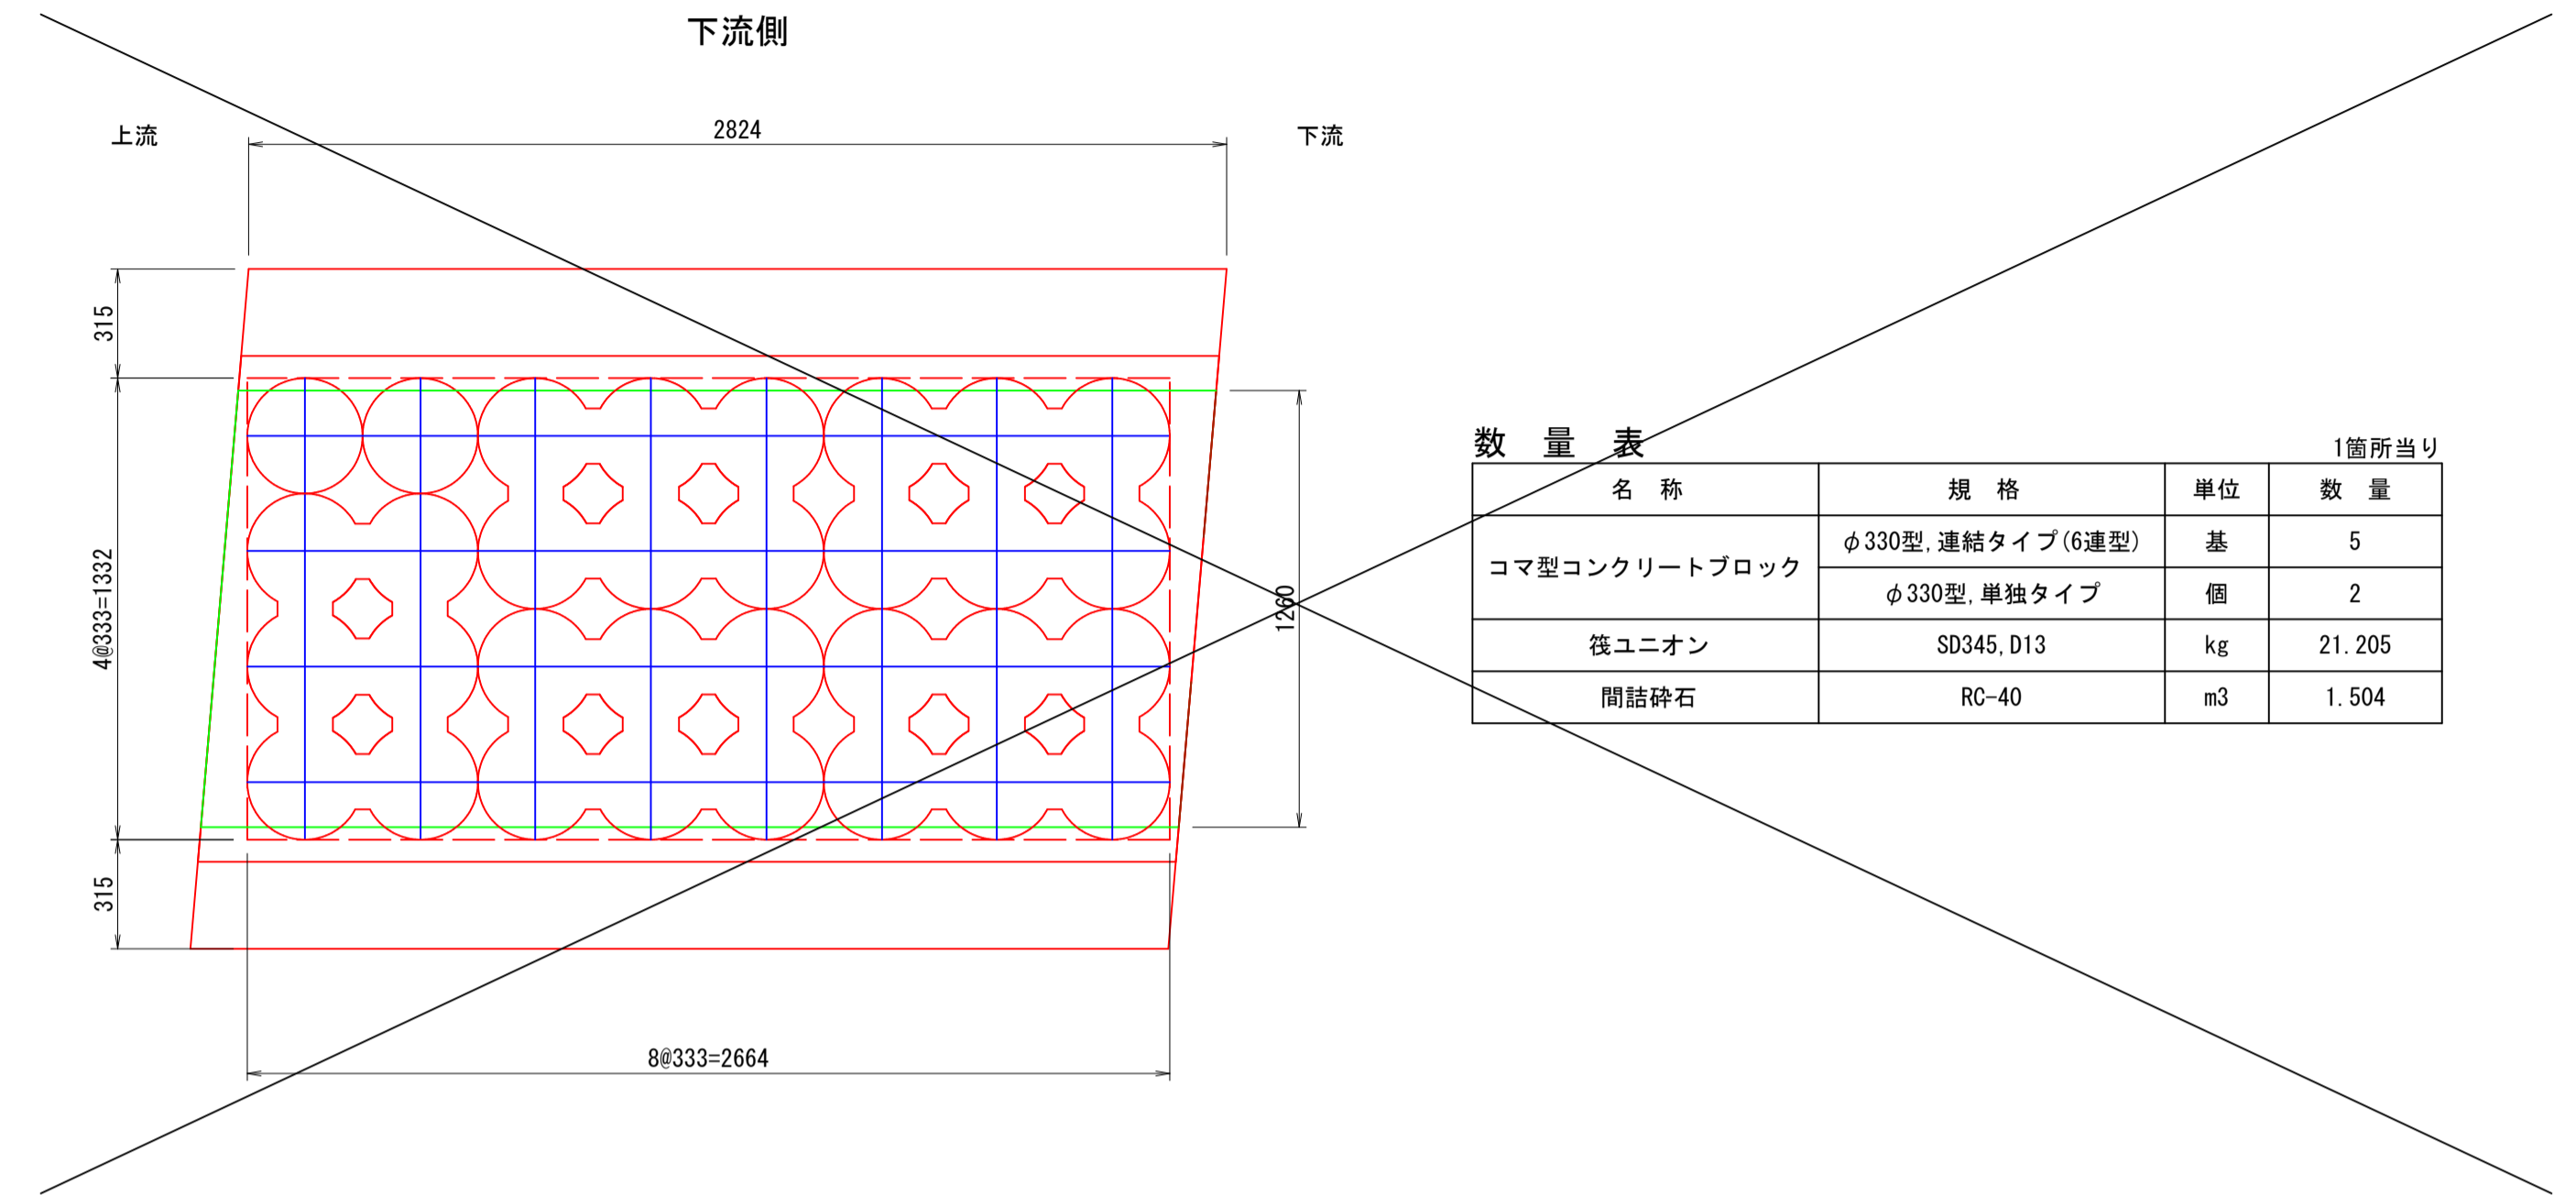 下流側
上流
2824
下流
315
4@333=1332
1260
315
8@333=2664
数　量　表
1箇所当り
名　称 規　格 単位 数　量
コマ型コンクリートブロック φ330型,連結タイプ(6連型) 基 5
φ330型,単独タイプ 個 2
筏ユニオン SD345,D13 kg 21.205
間詰砕石 RC-40 m3 1.504